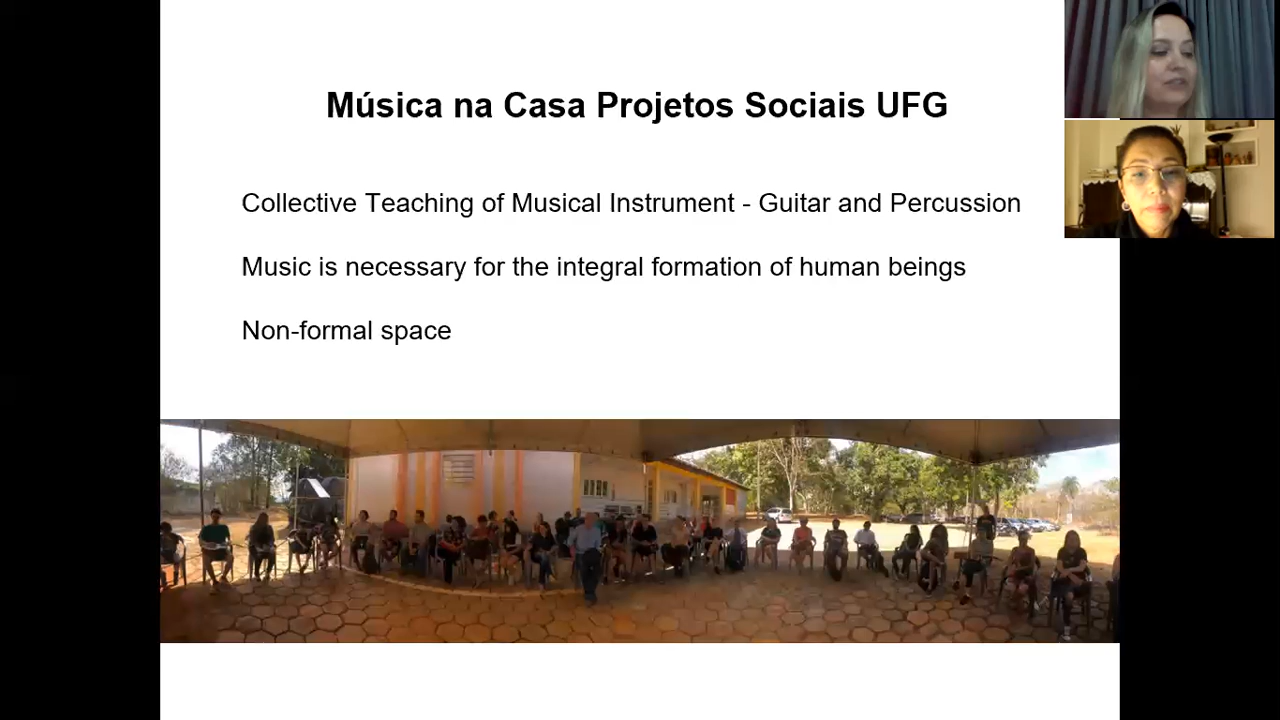 Música na Casa Projetos Sociais UFG
Collective Teaching of Musical Instrument - Guitar and Percussion
Music is necessary for the integral formation of human beings
Non-formal space